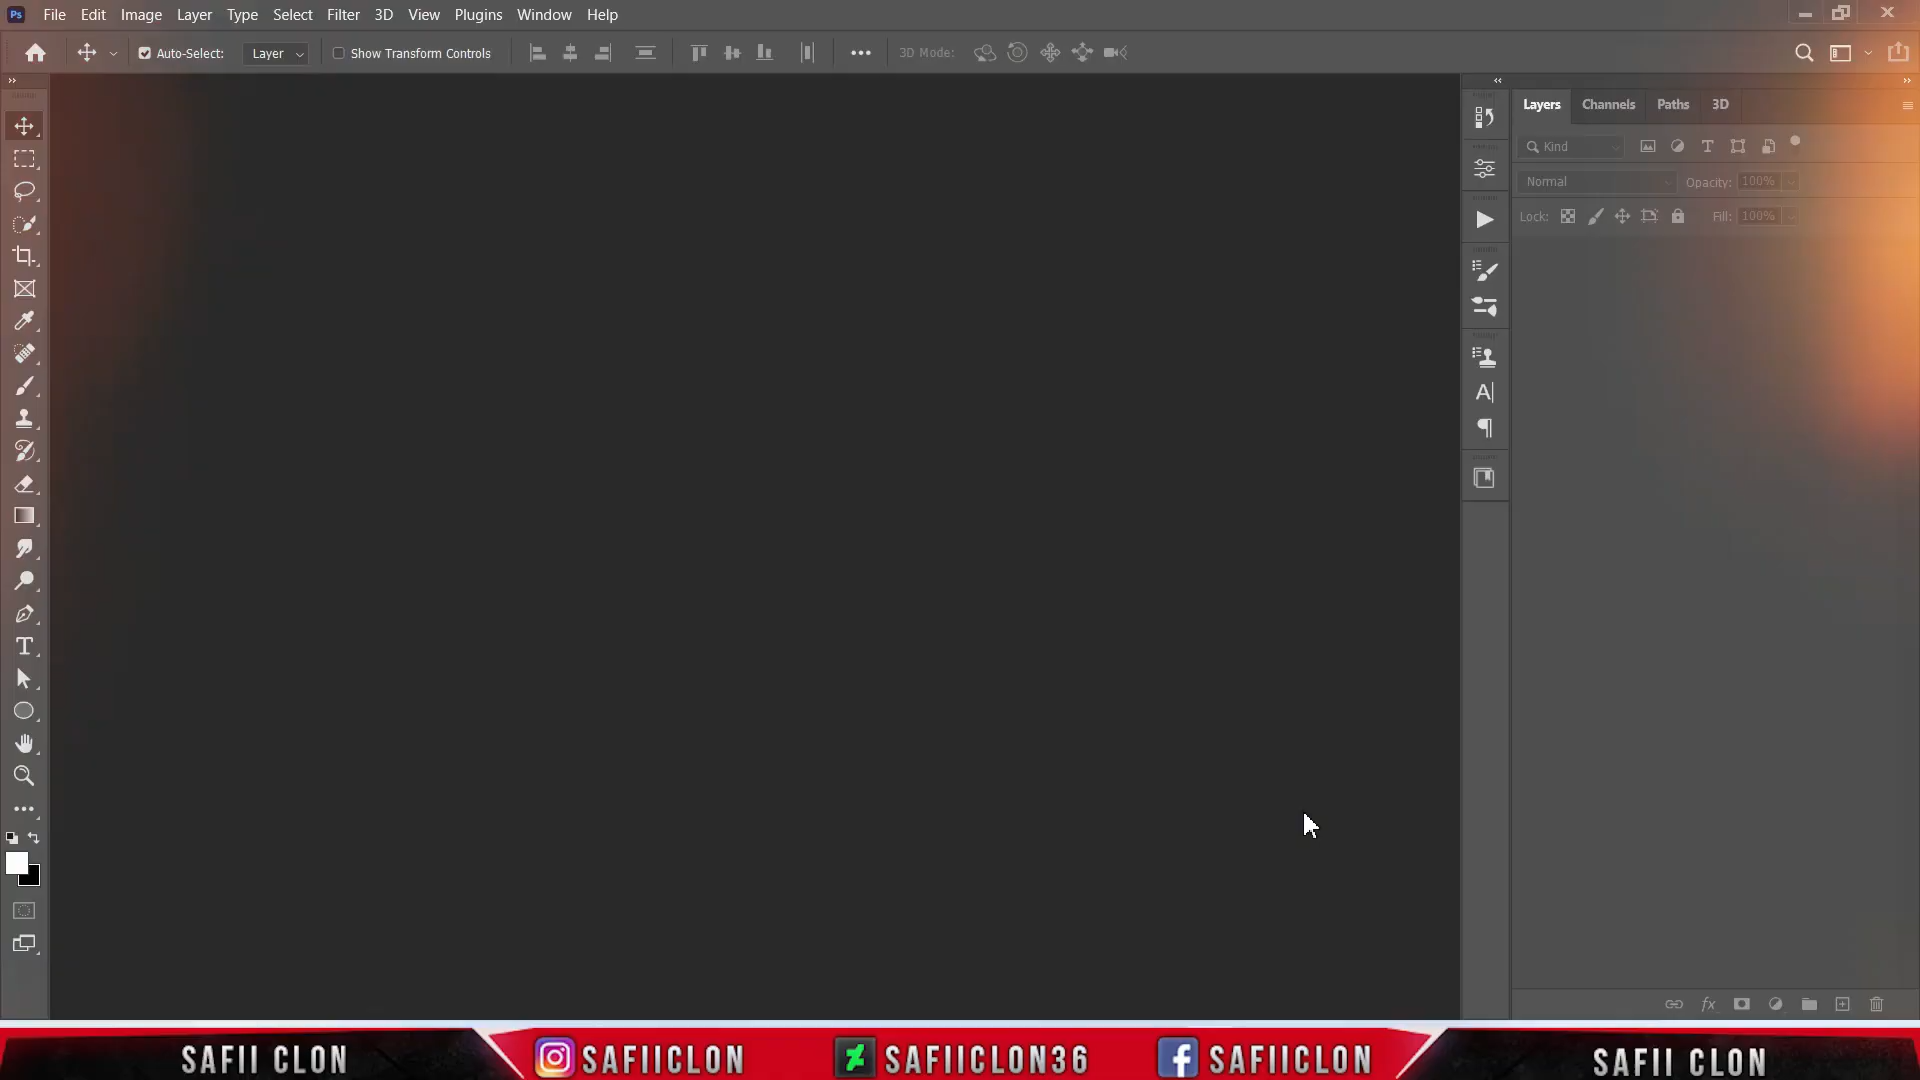 Ps File Edit Image Layer Type Select Filter 3D View Plugins Window Help
Auto-Select: Layer Show Transform Controls 3D Mode:
Layers Channels Paths 3D
Kind
Normal Opacity: 100%
Lock: Fill: 100%
SAFII CLON SAFIICLON SAFIICLON36 SAFIICLON SAFII CLON